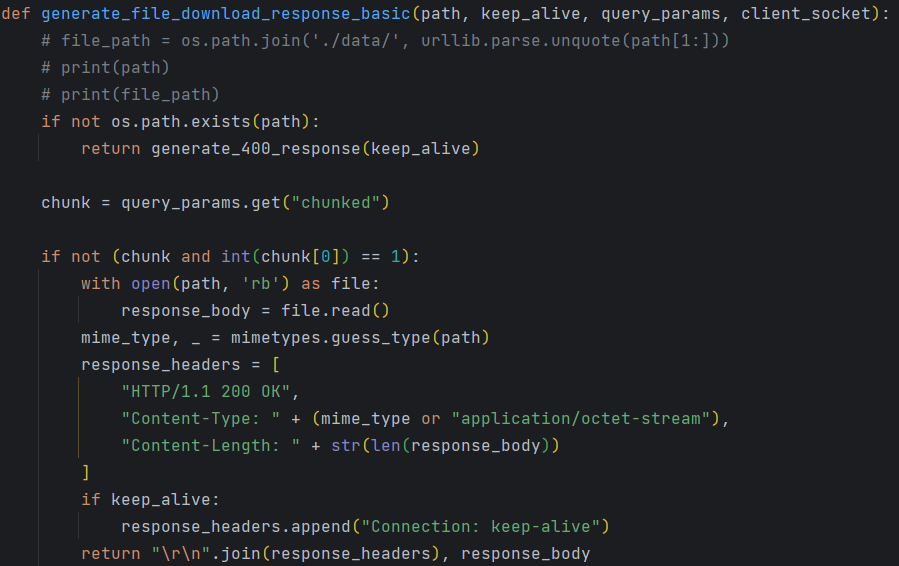 def generate_file_download_response_basic(path, keep_alive, query_params, client_socket):
    # file_path = os.path.join('./data/', urllib.parse.unquote(path[1:]))
    # print(path)
    # print(file_path)
    if not os.path.exists(path):
        return generate_400_response(keep_alive)

    chunk = query_params.get("chunked")

    if not (chunk and int(chunk[0]) == 1):
        with open(path, 'rb') as file:
            response_body = file.read()
        mime_type, _ = mimetypes.guess_type(path)
        response_headers = [
            "HTTP/1.1 200 OK",
            "Content-Type: " + (mime_type or "application/octet-stream"),
            "Content-Length: " + str(len(response_body))
        ]
        if keep_alive:
            response_headers.append("Connection: keep-alive")
        return "\r\n".join(response_headers), response_body